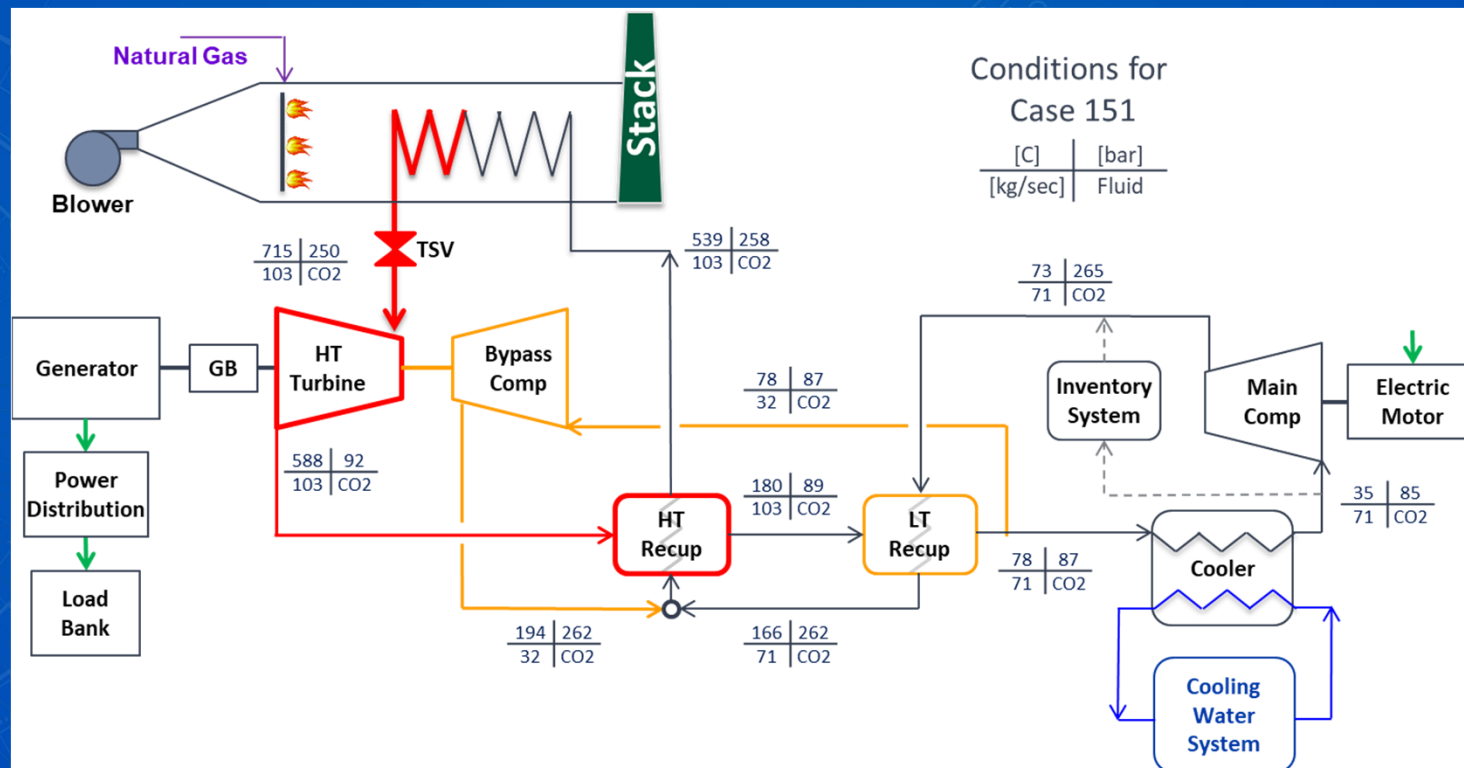 Natural Gas
Blower
Stack
Conditions for
Case 151
[C] [bar]
[kg/sec] Fluid
715 250
103 CO2
TSV
539 258
103 CO2
73 265
71 CO2
Generator
GB
HT
Turbine
Bypass
Comp
78 87
32 CO2
Inventory
System
Main
Comp
Electric
Motor
588 92
103 CO2
Power
Distribution
Load
Bank
HT
Recup
180 89
103 CO2
LT
Recup
78 87
71 CO2
35 85
71 CO2
Cooler
194 262
32 CO2
166 262
71 CO2
Cooling
Water
System